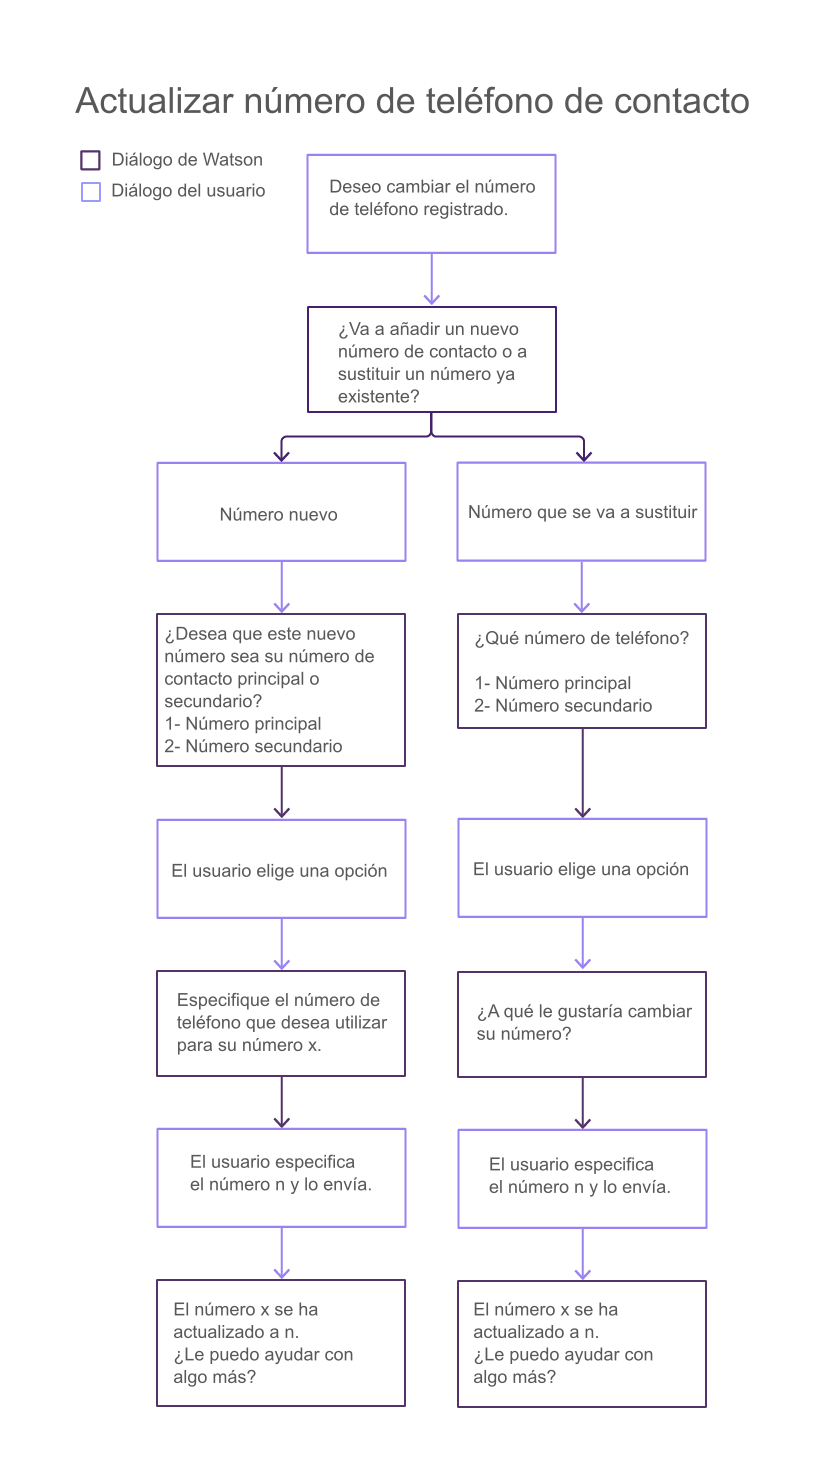 Actualizar número de teléfono de contacto
Diálogo de Watson
Diálogo del usuario
Deseo cambiar el número
de teléfono registrado.
¿Va a añadir un nuevo
número de contacto o a
sustituir un número ya
existente?
Número nuevo
Número que se va a sustituir
¿Desea que este nuevo
número sea su número de
contacto principal o
secundario?
1- Número principal
2- Número secundario
¿Qué número de teléfono?
1- Número principal
2- Número secundario
El usuario elige una opción
El usuario elige una opción
Especifique el número de
teléfono que desea utilizar
para su número x.
¿A qué le gustaría cambiar
su número?
El usuario especifica
el número n y lo envía.
El usuario especifica
el número n y lo envía.
El número x se ha
actualizado a n.
¿Le puedo ayudar con
algo más?
El número x se ha
actualizado a n.
¿Le puedo ayudar con
algo más?